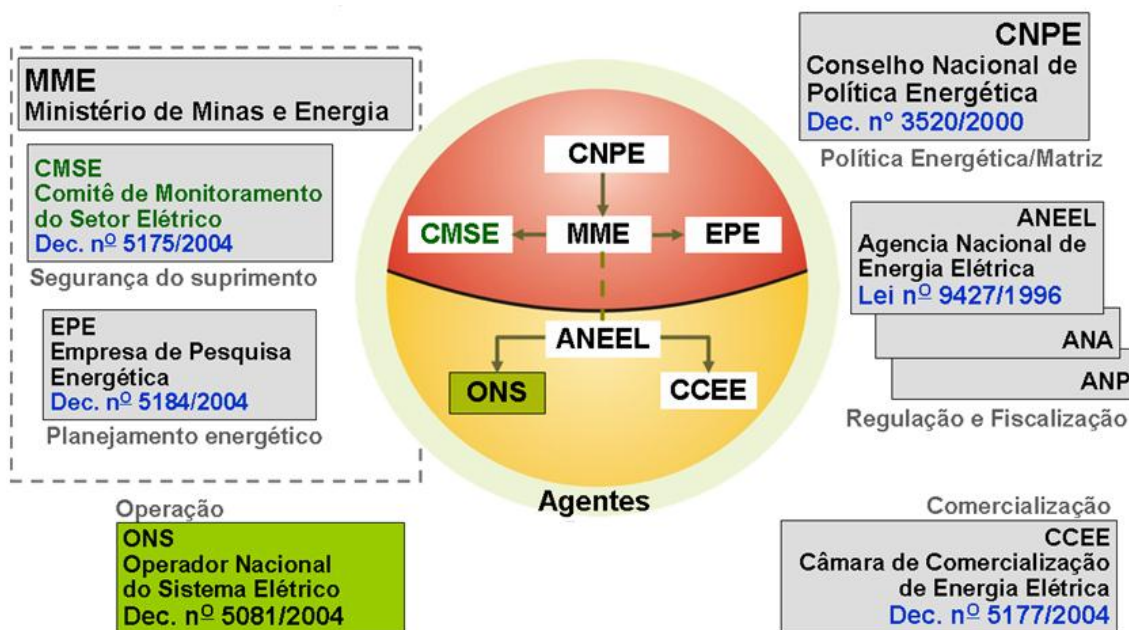 MME
Ministério de Minas e Energia
CMSE
Comitê de Monitoramento
do Setor Elétrico
Dec. nº 5175/2004
Segurança do suprimento
EPE
Empresa de Pesquisa
Energética
Dec. nº 5184/2004
Planejamento energético
Operação
ONS
Operador Nacional
do Sistema Elétrico
Dec. nº 5081/2004
CNPE
CMSE
MME
EPE
ANEEL
ONS
CCEE
Agentes
CNPE
Conselho Nacional de
Política Energética
Dec. nº 3520/2000
Política Energética/Matriz
ANEEL
Agencia Nacional de
Energia Elétrica
Lei nº 9427/1996
ANA
ANP
Regulação e Fiscalização
Comercialização
CCEE
Câmara de Comercialização
de Energia Elétrica
Dec. nº 5177/2004